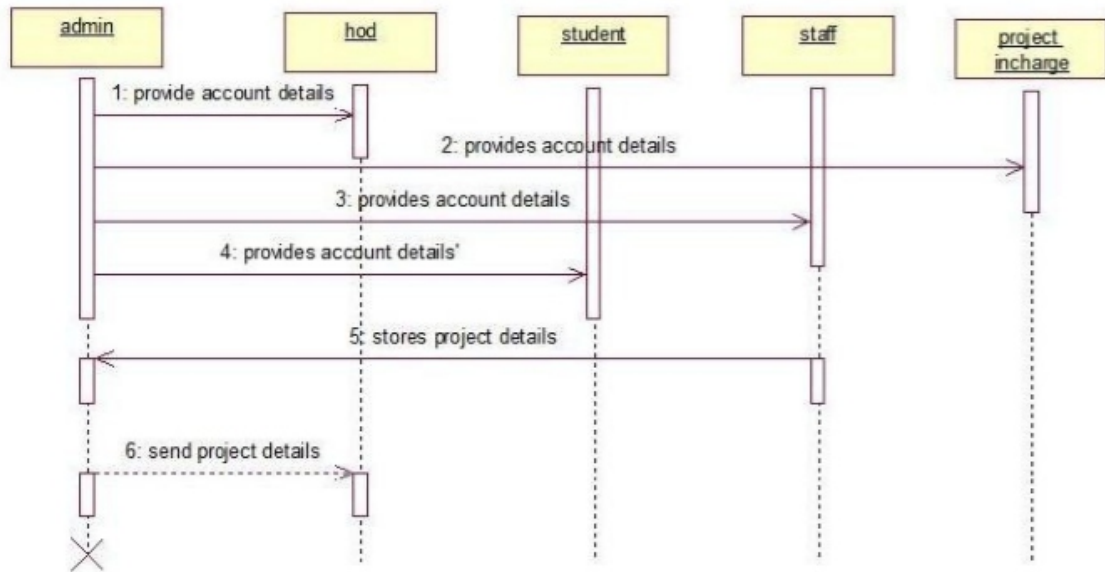 admin
hod
student
staff
project
incharge
1: provide account details
2: provides account details
3: provides account details
4: provides account details'
5: stores project details
6: send project details